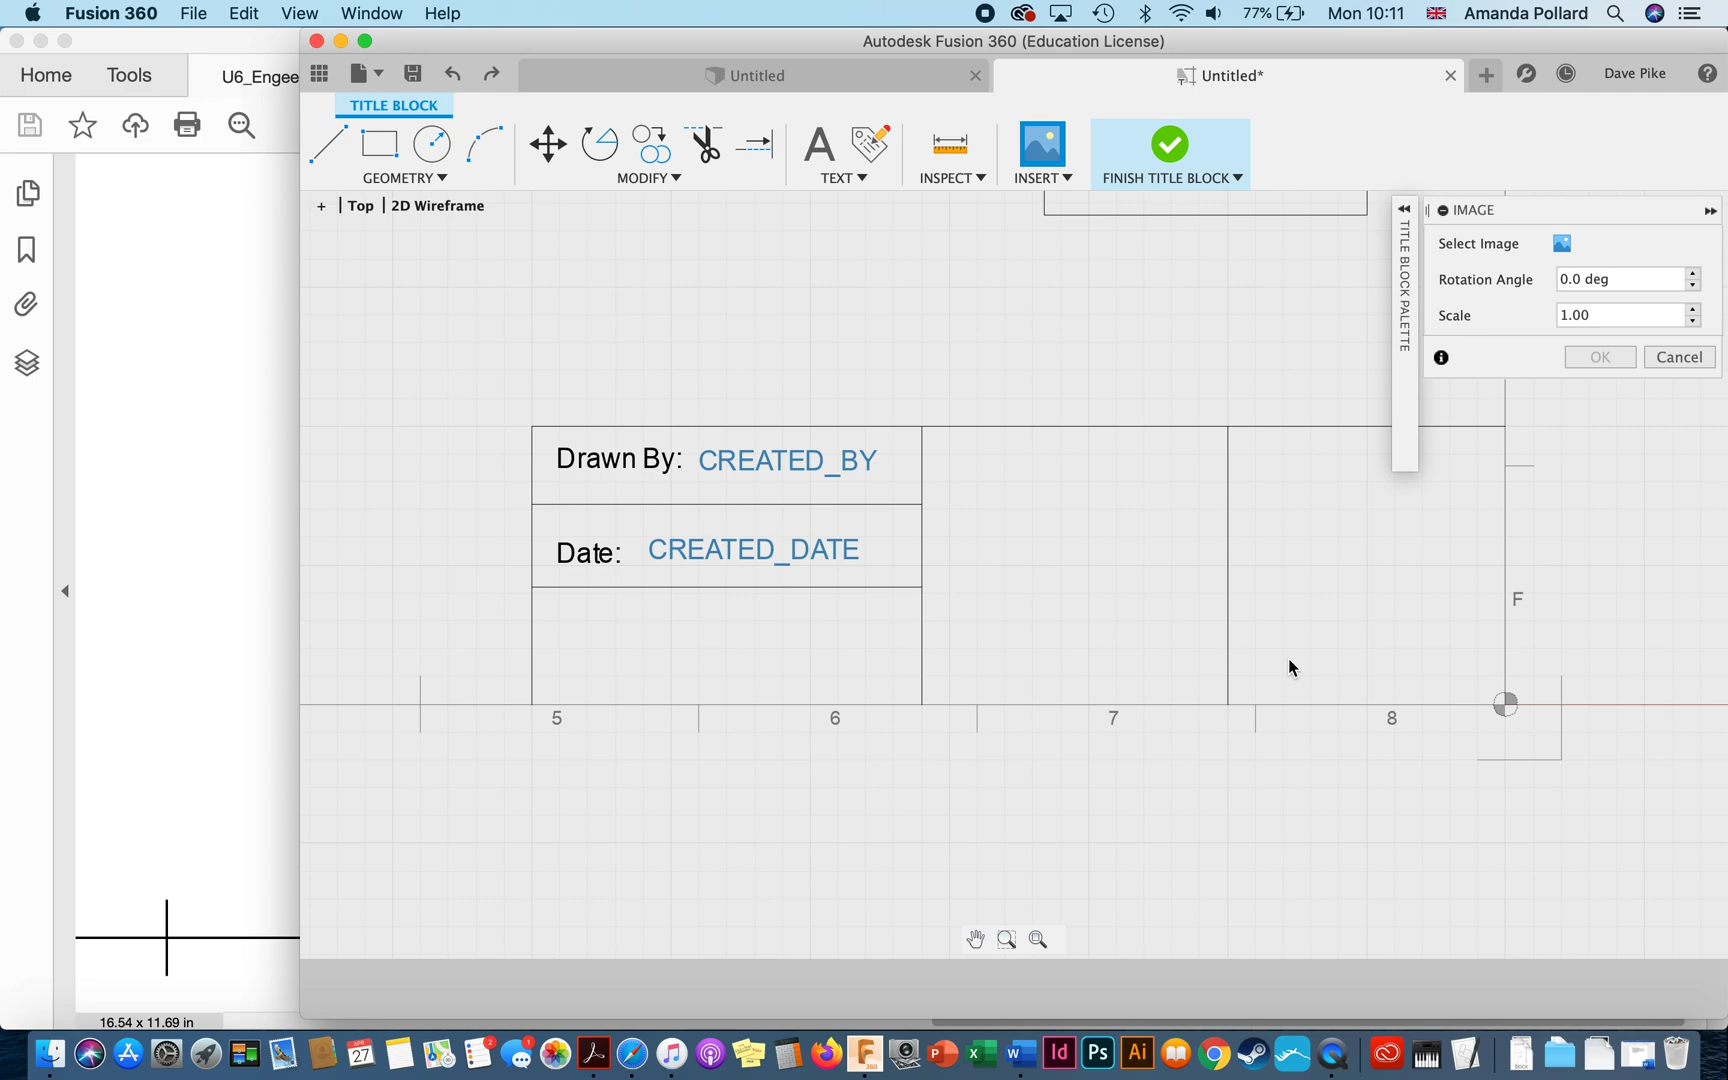 Fusion 360 File Edit View Window Help 77% Mon 10:11 Amanda Pollard
Autodesk Fusion 360 (Education License)
Home Tools U6_Engee
Untitled Untitled* Dave Pike
TITLE BLOCK
GEOMETRY MODIFY TEXT INSPECT INSERT FINISH TITLE BLOCK
+ Top 2D Wireframe
IMAGE
TITLE BLOCK PALETTE
Select Image
Rotation Angle 0.0 deg
Scale 1.00
OK Cancel
Drawn By: CREATED_BY
Date: CREATED_DATE
F
5 6 7 8
16.54 x 11.69 in